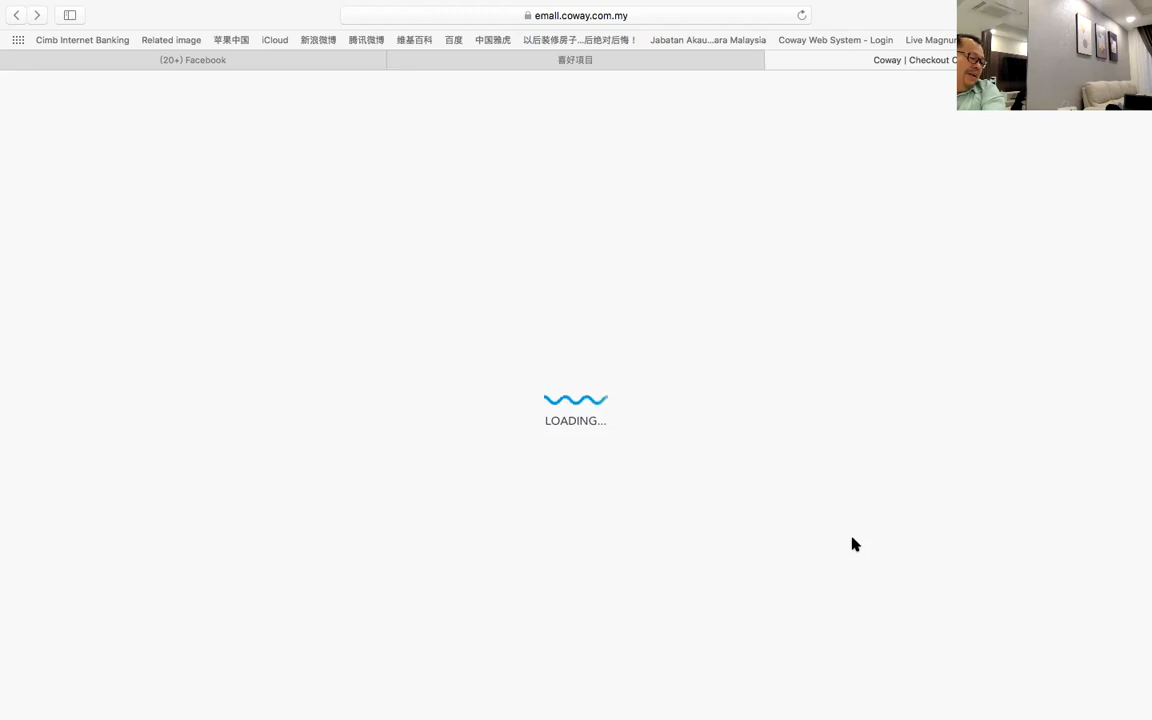 emall.coway.com.my
Cimb Internet Banking Related image 苹果中国 iCloud 新浪微博 腾讯微博 维基百科 百度 中国雅虎 以后装修房子...后绝对后悔！ Jabatan Akau...ara Malaysia Coway Web System - Login Live Magnu
(20+) Facebook 喜好項目 Coway | Checkout
LOADING...